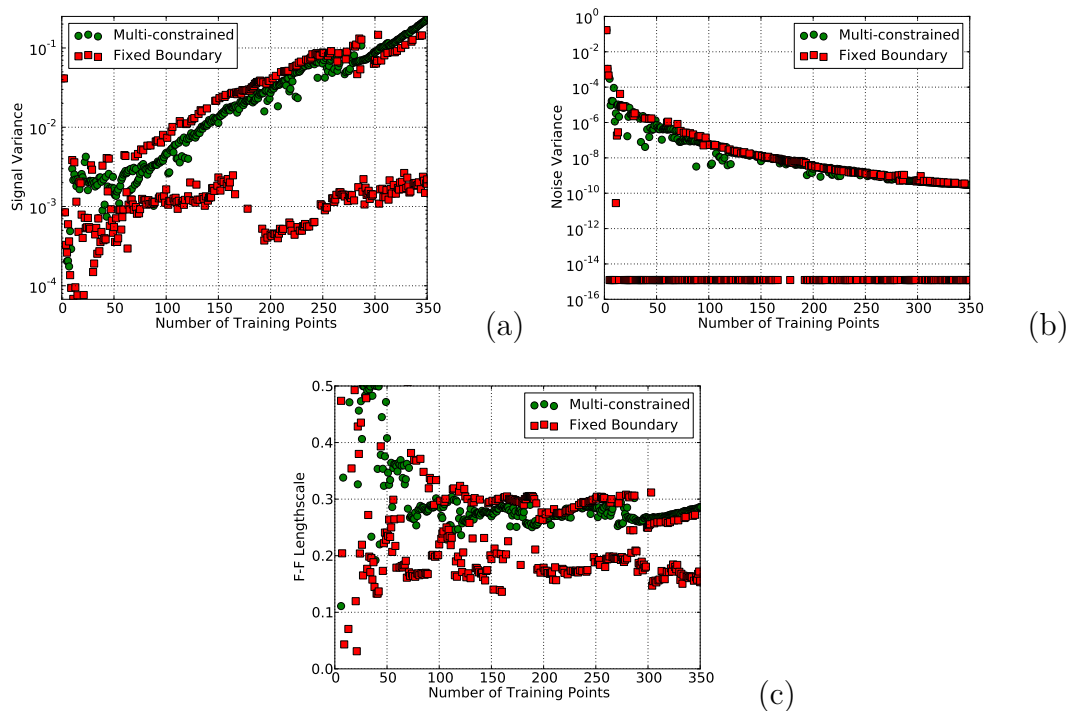 Multi-constrained
Fixed Boundary
10⁻¹
10⁻²
10⁻³
10⁻⁴
Signal Variance
0 50 100 150 200 250 300 350
Number of Training Points
(a)
Multi-constrained
Fixed Boundary
10⁰
10⁻²
10⁻⁴
10⁻⁶
10⁻⁸
10⁻¹⁰
10⁻¹²
10⁻¹⁴
10⁻¹⁶
Noise Variance
0 50 100 150 200 250 300 350
Number of Training Points
(b)
Multi-constrained
Fixed Boundary
0.5
0.4
0.3
0.2
0.1
0.0
F-F Lengthscale
0 50 100 150 200 250 300 350
Number of Training Points
(c)